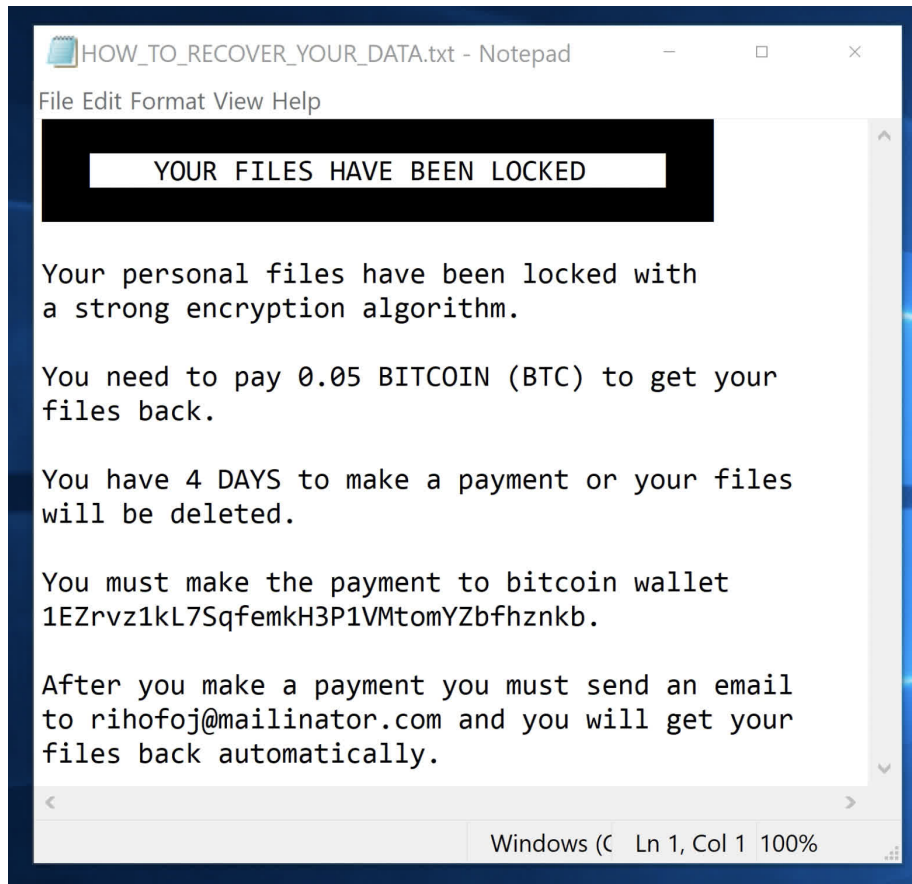 HOW_TO_RECOVER_YOUR_DATA.txt - Notepad
File Edit Format View Help
YOUR FILES HAVE BEEN LOCKED
Your personal files have been locked with
a strong encryption algorithm.
You need to pay 0.05 BITCOIN (BTC) to get your
files back.
You have 4 DAYS to make a payment or your files
will be deleted.
You must make the payment to bitcoin wallet
1EZrvz1kL7SqfemkH3P1VMtomYZbfhznkb.
After you make a payment you must send an email
to rihofoj@mailinator.com and you will get your
files back automatically.
Windows (C Ln 1, Col 1 100%